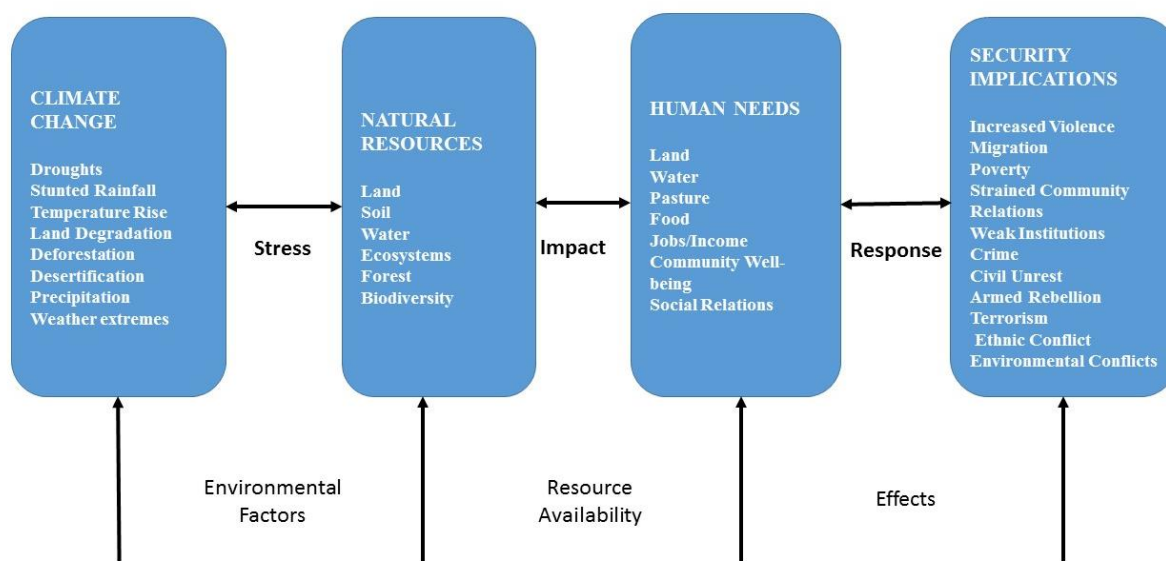 CLIMATE
CHANGE
Droughts
Stunted Rainfall
Temperature Rise
Land Degradation
Deforestation
Desertification
Precipitation
Weather extremes
Stress
NATURAL
RESOURCES
Land
Soil
Water
Ecosystems
Forest
Biodiversity
Impact
HUMAN NEEDS
Land
Water
Pasture
Food
Jobs/Income
Community Well-
being
Social Relations
Response
SECURITY
IMPLICATIONS
Increased Violence
Migration
Poverty
Strained Community
Relations
Weak Institutions
Crime
Civil Unrest
Armed Rebellion
Terrorism
Ethnic Conflict
Environmental Conflicts
Environmental
Factors
Resource
Availability
Effects